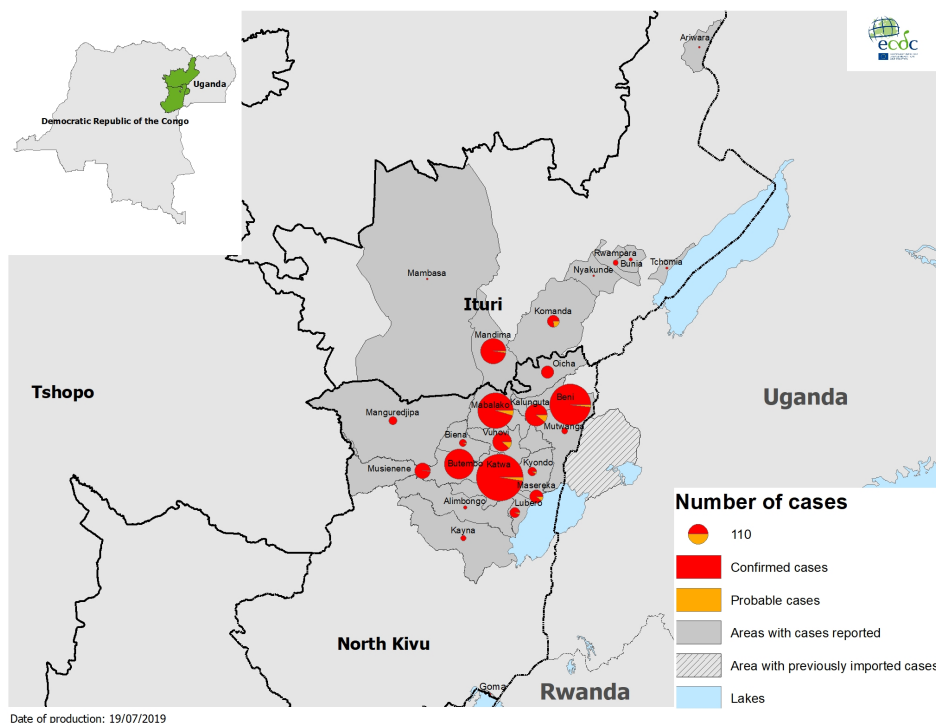 Ariwara
ecdc
Uganda
Democratic Republic of the Congo
Rwampara
Bunia
Tchomia
Nyakunde
Mambasa
Ituri
Komanda
Mandima
Oicha
Tshopo
Beni
Uganda
Mabalako
Kalunguta
Manguredjipa
Mutwanga
Biena
Vuhovi
Musienene
Butembo
Katwa
Kyondo
Masereka
Alimbongo
Lubero
Kayna
North Kivu
Goma
Rwanda
Number of cases
110
Confirmed cases
Probable cases
Areas with cases reported
Area with previously imported cases
Lakes
Date of production: 19/07/2019